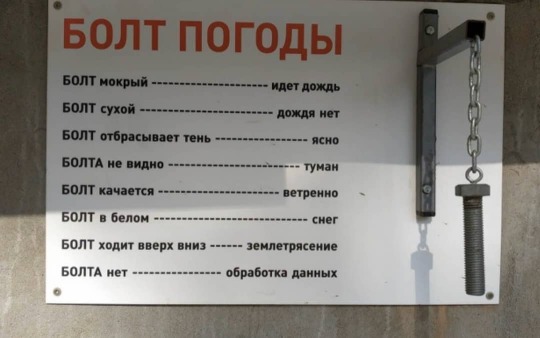 БОЛТ ПОГОДЫ
БОЛТ мокрый ---------------------- идет дождь
БОЛТ сухой -------------------------- дождя нет
БОЛТ отбрасывает тень ----------------- ясно
БОЛТА не видно ------------------------- туман
БОЛТ качается ----------------------- ветренно
БОЛТ в белом ----------------------------- снег
БОЛТ ходит вверх вниз ------ землетрясение
БОЛТА нет ----------------- обработка данных